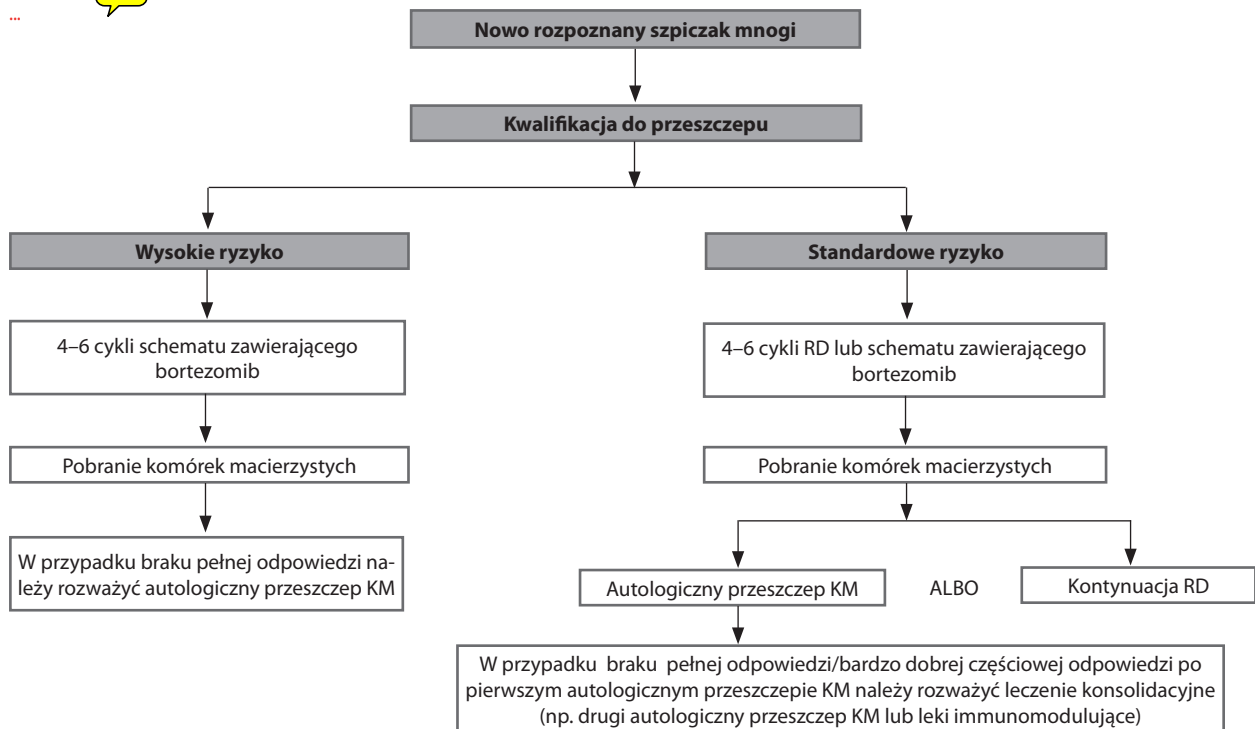 ...
Nowo rozpoznany szpiczak mnogi
Kwalifikacja do przeszczepu
Wysokie ryzyko
Standardowe ryzyko
4–6 cykli schematu zawierającego
bortezomib
4–6 cykli RD lub schematu zawierającego
bortezomib
Pobranie komórek macierzystych
Pobranie komórek macierzystych
W przypadku braku pełnej odpowiedzi na-
leży rozważyć autologiczny przeszczep KM
Autologiczny przeszczep KM
ALBO
Kontynuacja RD
W przypadku braku pełnej odpowiedzi/bardzo dobrej częściowej odpowiedzi po
pierwszym autologicznym przeszczepie KM należy rozważyć leczenie konsolidacyjne
(np. drugi autologiczny przeszczep KM lub leki immunomodulujące)